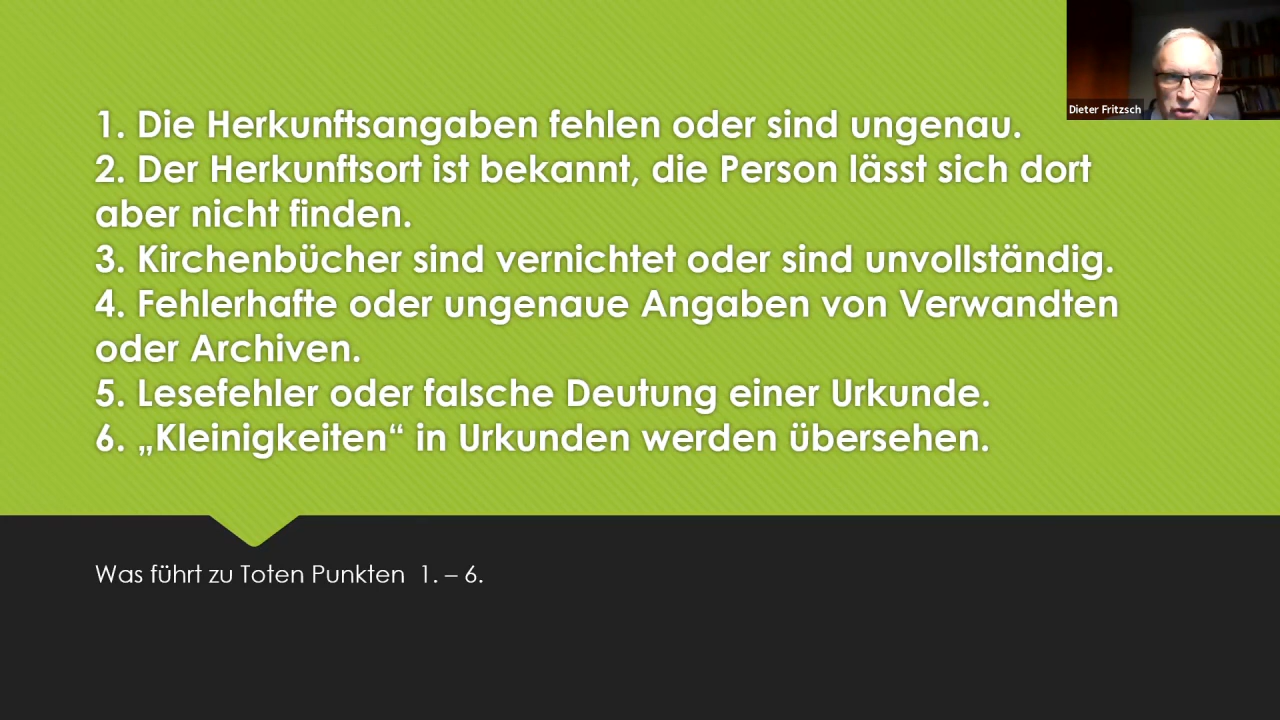 1. Die Herkunftsangaben fehlen oder sind ungenau.
2. Der Herkunftsort ist bekannt, die Person lässt sich dort
aber nicht finden.
3. Kirchenbücher sind vernichtet oder sind unvollständig.
4. Fehlerhafte oder ungenaue Angaben von Verwandten
oder Archiven.
5. Lesefehler oder falsche Deutung einer Urkunde.
6. „Kleinigkeiten“ in Urkunden werden übersehen.
Was führt zu Toten Punkten 1. – 6.
Dieter Fritzsch